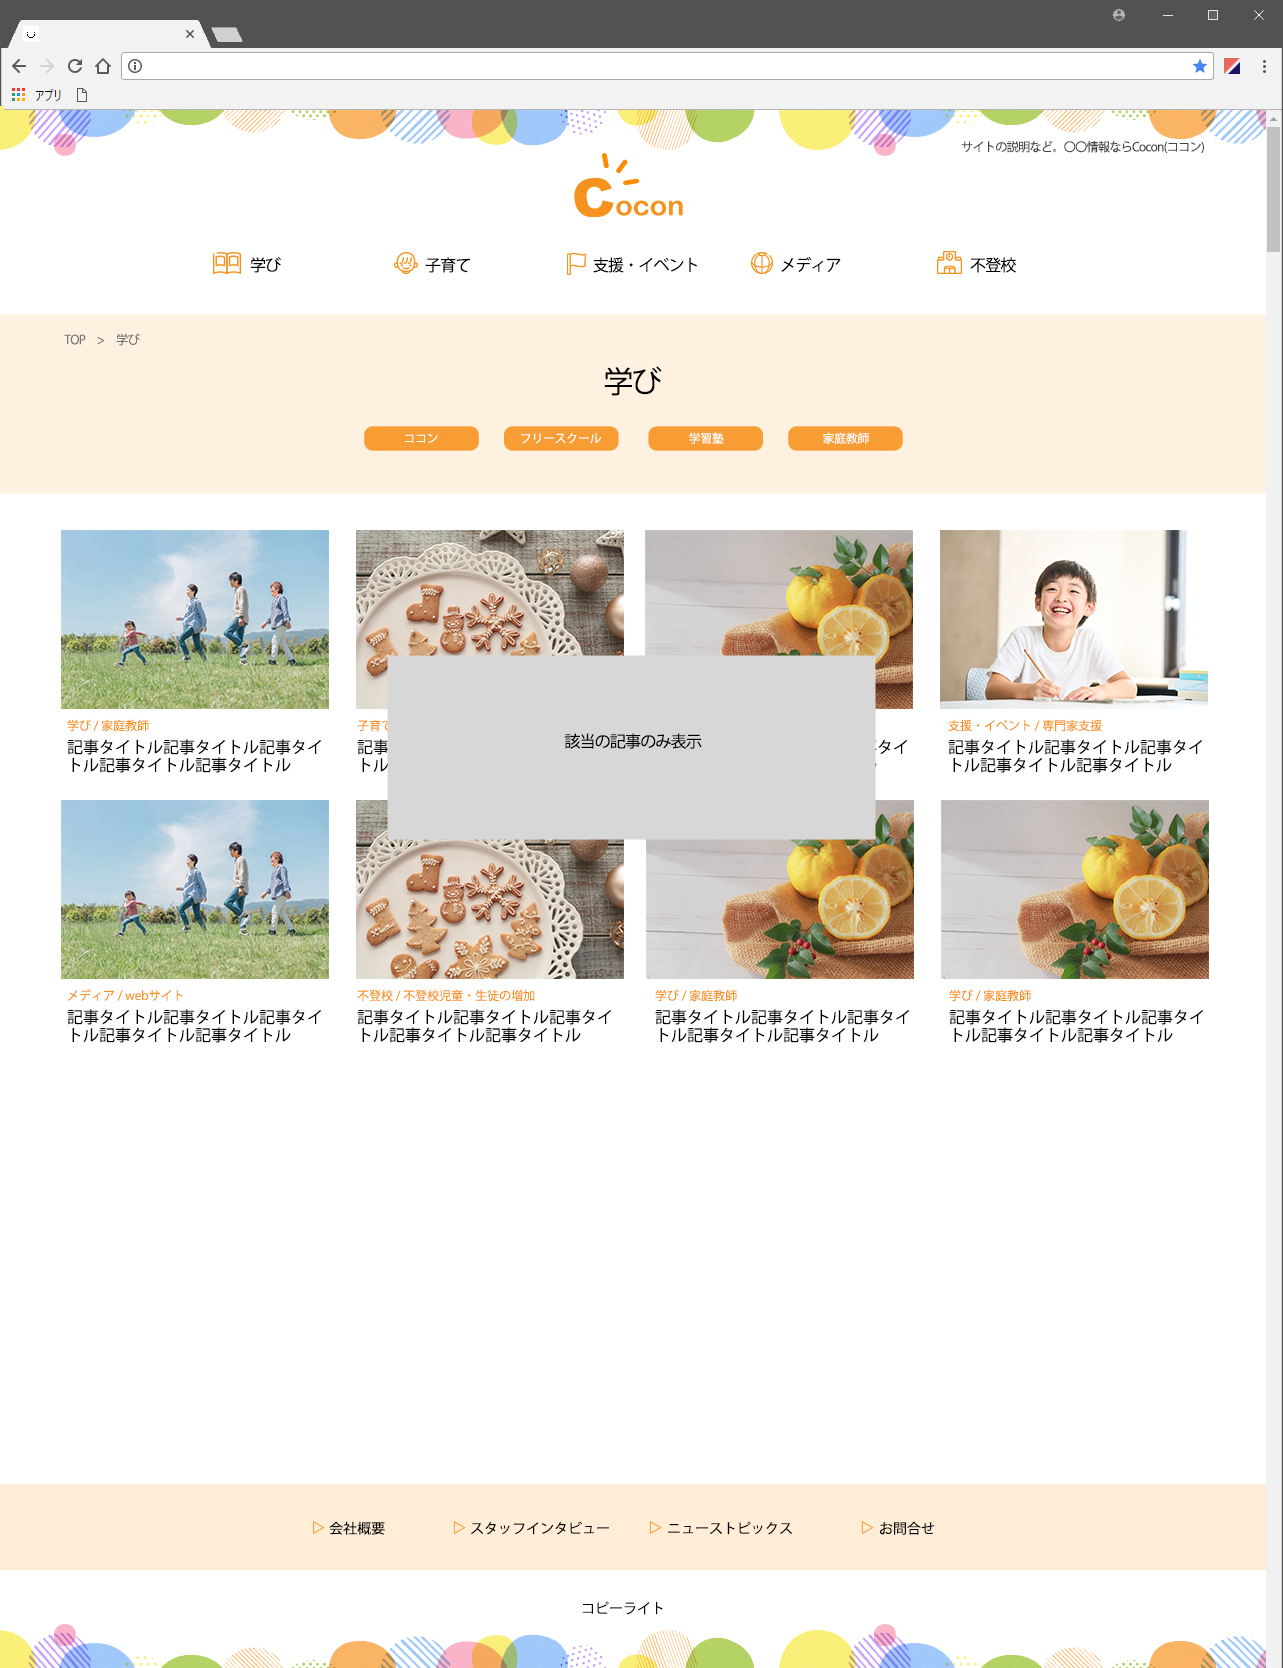 アプリ
サイトの説明など。〇〇情報ならCocon(ココン)
Cocon
学び
子育て
支援・イベント
メディア
不登校
TOP > 学び
学び
ココン
フリースクール
学習塾
家庭教師
学び / 家庭教師
記事タイトル記事タイトル記事タイ
トル記事タイトル記事タイトル
子育て
記事
トル
該当の記事のみ表示
タイ
支援・イベント / 専門家支援
記事タイトル記事タイトル記事タイ
トル記事タイトル記事タイトル
メディア / webサイト
記事タイトル記事タイトル記事タイ
トル記事タイトル記事タイトル
不登校 / 不登校児童・生徒の増加
記事タイトル記事タイトル記事タイ
トル記事タイトル記事タイトル
学び / 家庭教師
記事タイトル記事タイトル記事タイ
トル記事タイトル記事タイトル
学び / 家庭教師
記事タイトル記事タイトル記事タイ
トル記事タイトル記事タイトル
会社概要
スタッフインタビュー
ニューストピックス
お問合せ
コピーライト